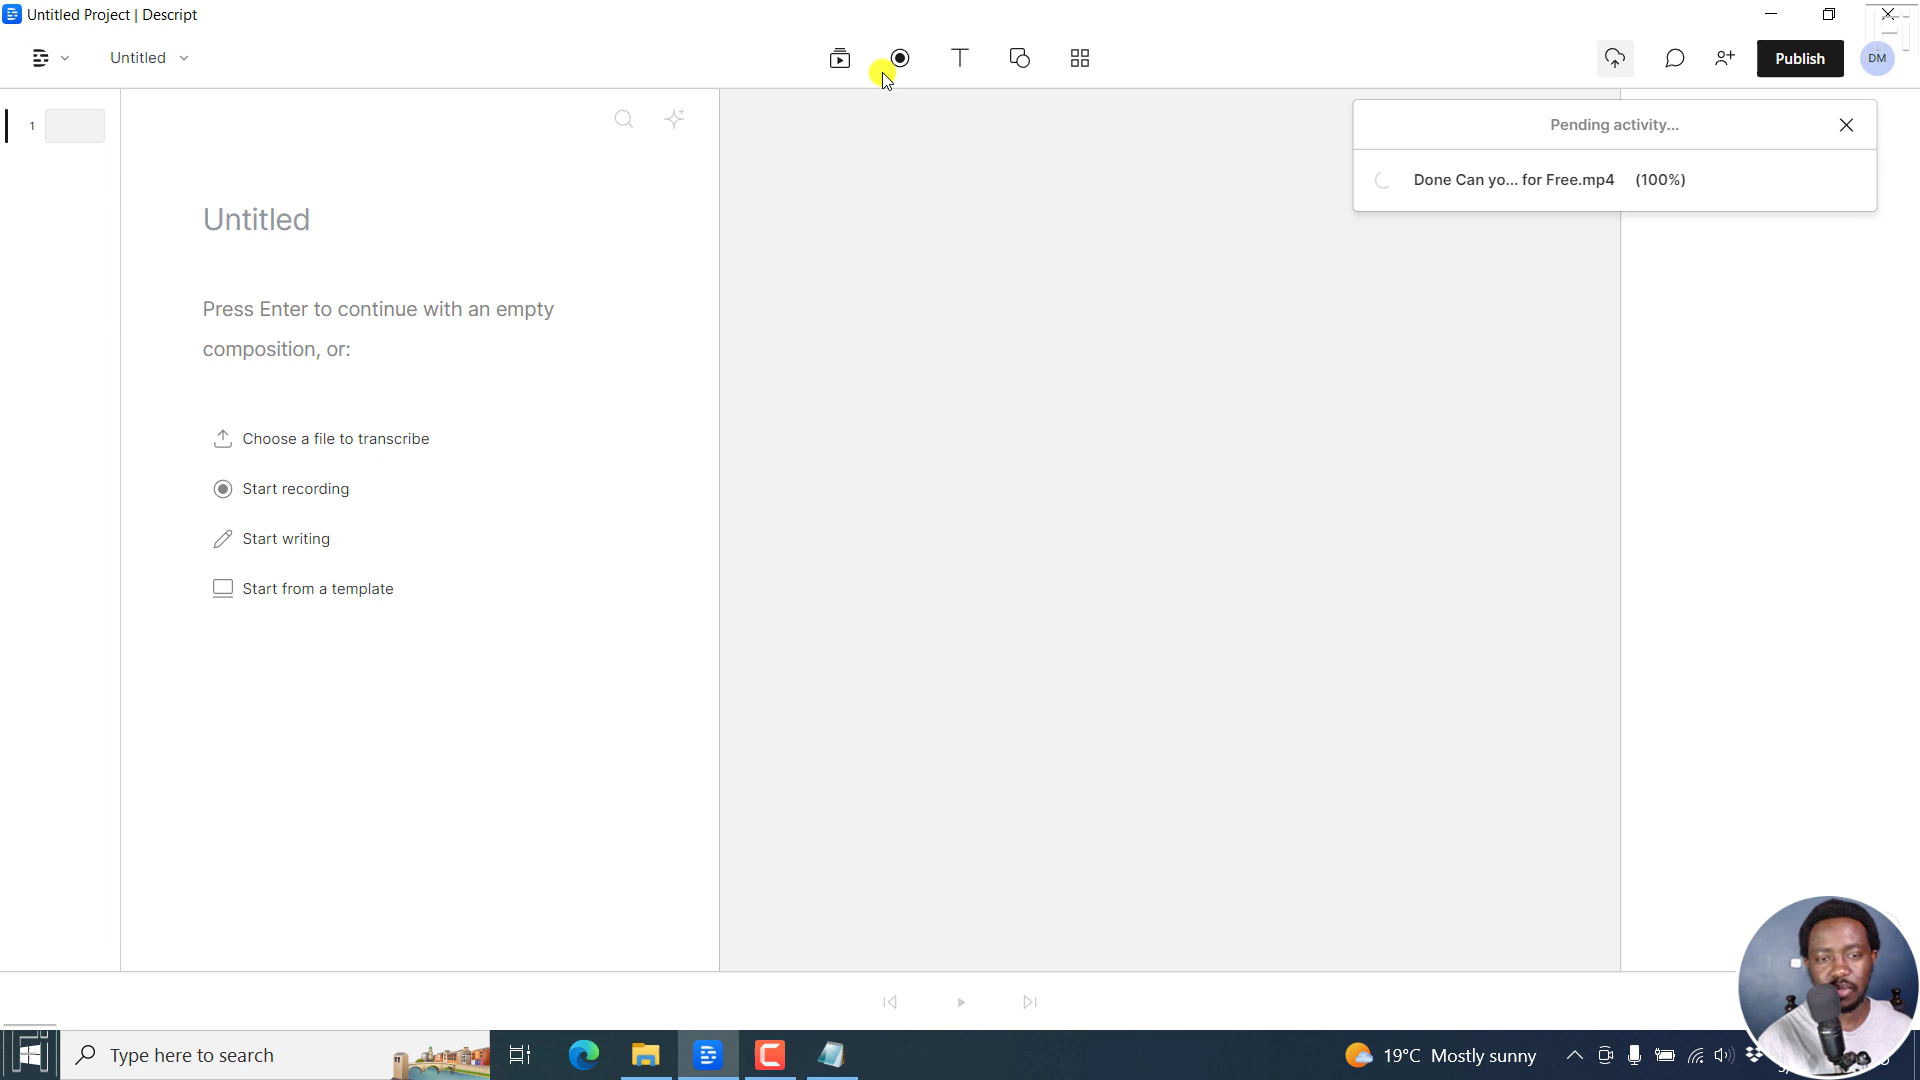 Untitled Project | Descript
Untitled
Publish
DM
1
Pending activity...
Done Can yo... for Free.mp4 (100%)
Untitled
Press Enter to continue with an empty
composition, or:
Choose a file to transcribe
Start recording
Start writing
Start from a template
Type here to search
19°C Mostly sunny